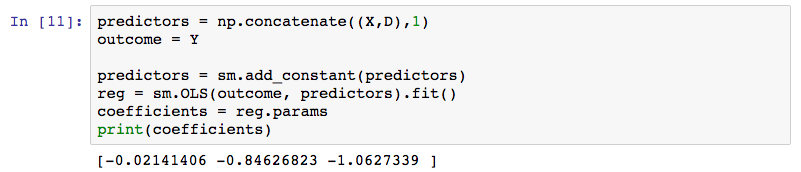 In [11]: predictors = np.concatenate((X,D),1)
outcome = Y
predictors = sm.add_constant(predictors)
reg = sm.OLS(outcome, predictors).fit()
coefficients = reg.params
print(coefficients)
[-0.02141406 -0.84626823 -1.0627339 ]